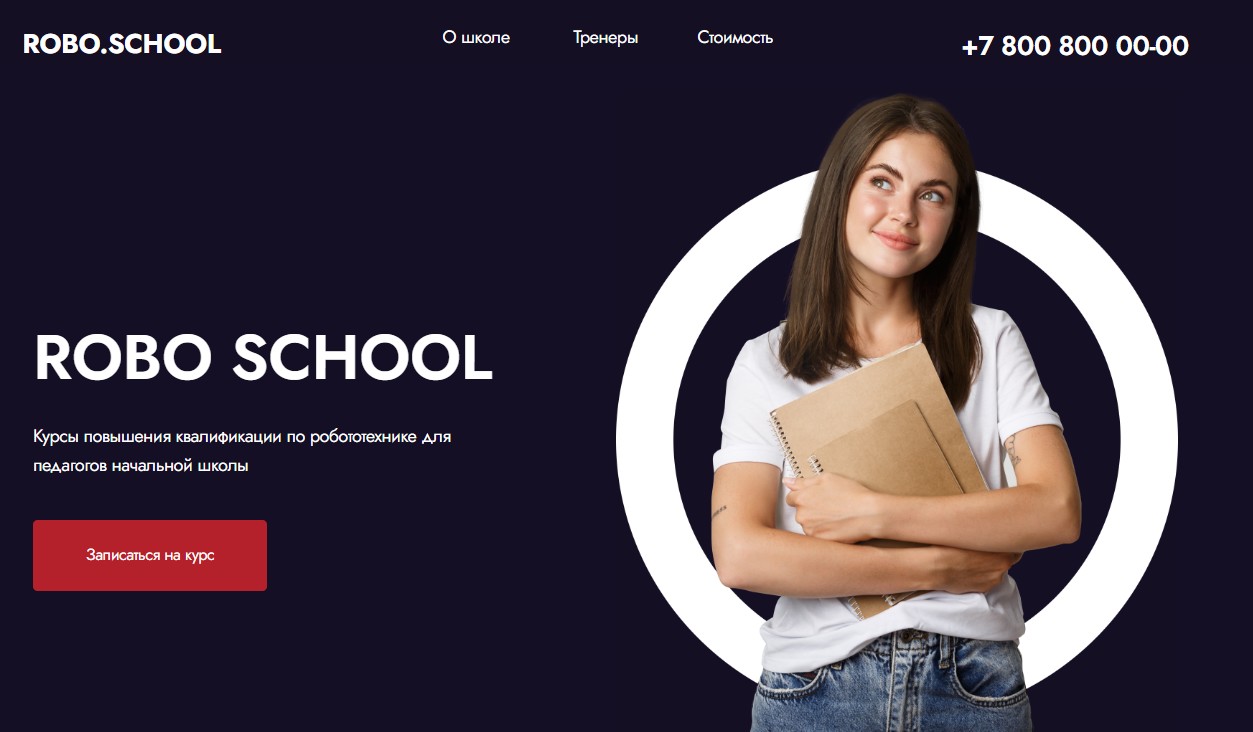 ROBO.SCHOOL
О школе
Тренеры
Стоимость
+7 800 800 00-00
ROBO SCHOOL
Курсы повышения квалификации по робототехнике для
педагогов начальной школы
Записаться на курс